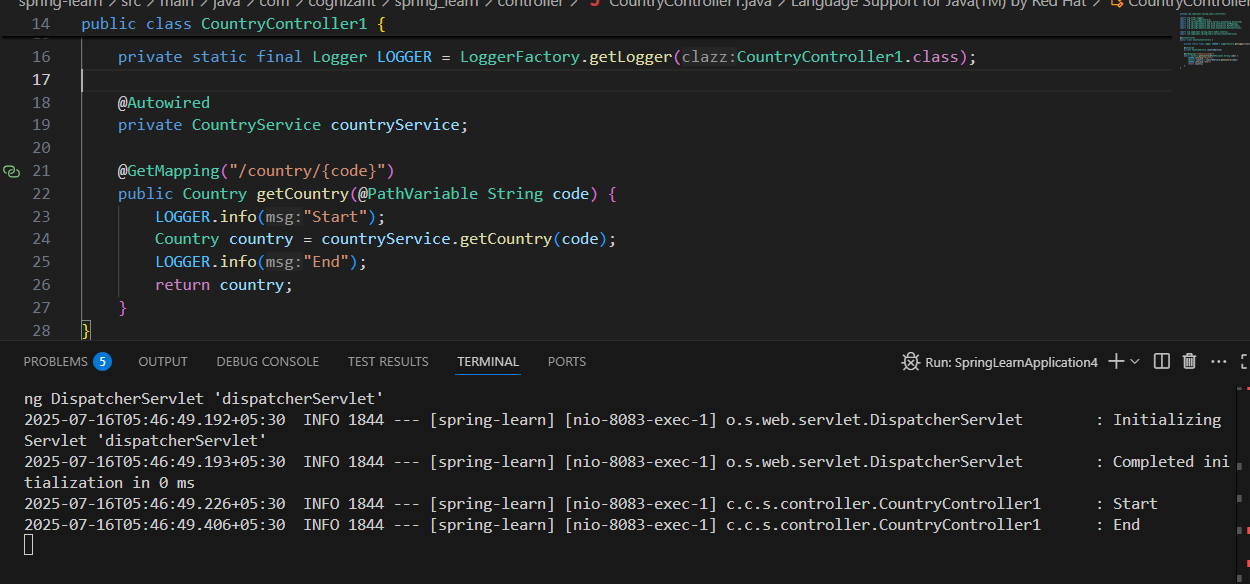 spring-learn > src > main > java > com > cognizant > spring_learn > controller > J CountryController1.java > Language Support for Java(TM) by Red Hat > CountryController
14 public class CountryController1 {
16 private static final Logger LOGGER = LoggerFactory.getLogger(clazz:CountryController1.class);
17
18 @Autowired
19 private CountryService countryService;
20
21 @GetMapping("/country/{code}")
22 public Country getCountry(@PathVariable String code) {
23 LOGGER.info(msg:"Start");
24 Country country = countryService.getCountry(code);
25 LOGGER.info(msg:"End");
26 return country;
27 }
28 }
PROBLEMS 5 OUTPUT DEBUG CONSOLE TEST RESULTS TERMINAL PORTS Run: SpringLearnApplication4
ng DispatcherServlet 'dispatcherServlet'
2025-07-16T05:46:49.192+05:30  INFO 1844 --- [spring-learn] [nio-8083-exec-1] o.s.web.servlet.DispatcherServlet        : Initializing
Servlet 'dispatcherServlet'
2025-07-16T05:46:49.193+05:30  INFO 1844 --- [spring-learn] [nio-8083-exec-1] o.s.web.servlet.DispatcherServlet        : Completed ini
tialization in 0 ms
2025-07-16T05:46:49.226+05:30  INFO 1844 --- [spring-learn] [nio-8083-exec-1] c.c.s.controller.CountryController1      : Start
2025-07-16T05:46:49.406+05:30  INFO 1844 --- [spring-learn] [nio-8083-exec-1] c.c.s.controller.CountryController1      : End